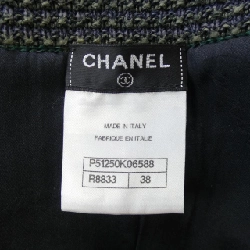 CHANEL
MADE IN ITALY
FABRIQUE EN ITALIE
P51250K06588
R8833 38